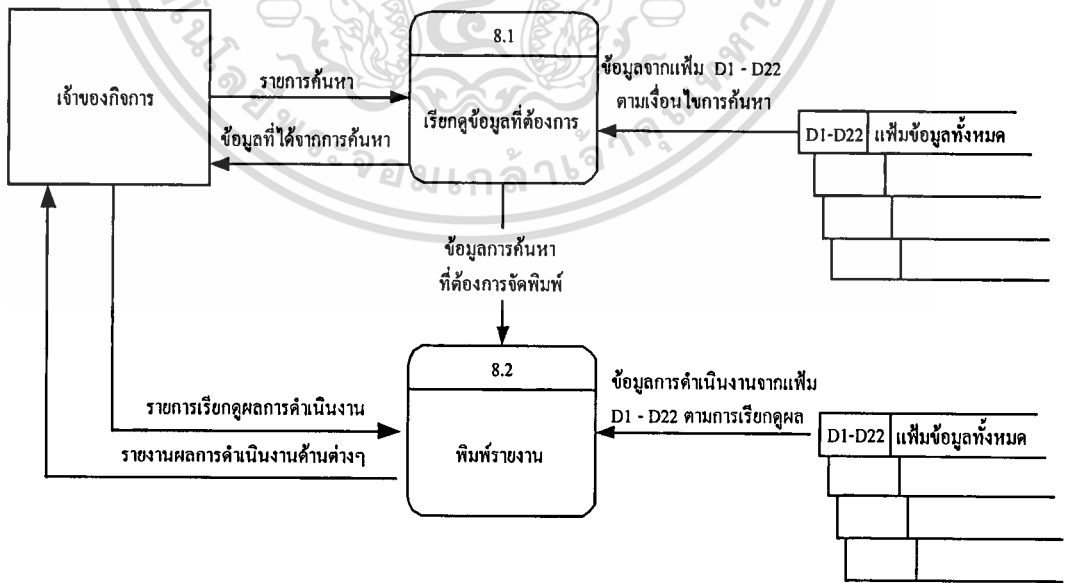 8.1
เจ้าของกิจการ
รายการค้นหา
เรียกดูข้อมูลที่ต้องการ
ข้อมูลจากแฟ้ม D1 - D22
ตามเงื่อนไขการค้นหา
D1-D22 แฟ้มข้อมูลทั้งหมด
ข้อมูลที่ได้จากการค้นหา
ข้อมูลการค้นหา
ที่ต้องการจัดพิมพ์
8.2
รายการเรียกดูผลการดำเนินงาน
รายงานผลการดำเนินงานด้านต่างๆ
พิมพ์รายงาน
ข้อมูลการดำเนินงานจากแฟ้ม
D1 - D22 ตามการเรียกดูผล
D1-D22 แฟ้มข้อมูลทั้งหมด